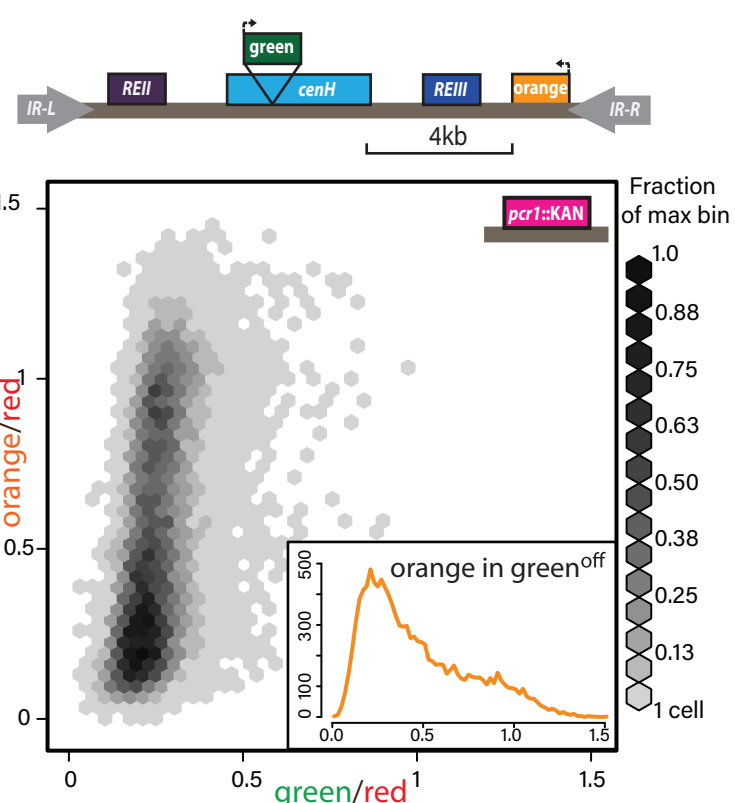 green
REII
cenH
REIII
orange
IR-L
IR-R
4kb
Fraction
of max bin
pcr1::KAN
1.0
0.88
0.75
0.63
0.50
0.38
0.25
0.13
1 cell
1.5
1
0.5
0
orange/red
0
0.5
1
1.5
green/red
orange in greenoff
500
300
100
0
0.0
0.5
1.0
1.5